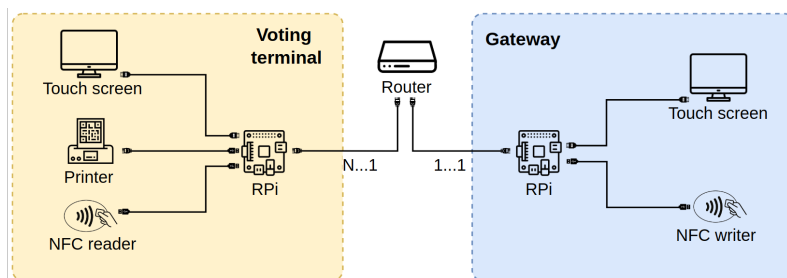 Voting
terminal
Touch screen
Printer
NFC reader
RPi
N...1
Router
1...1
Gateway
RPi
Touch screen
NFC writer